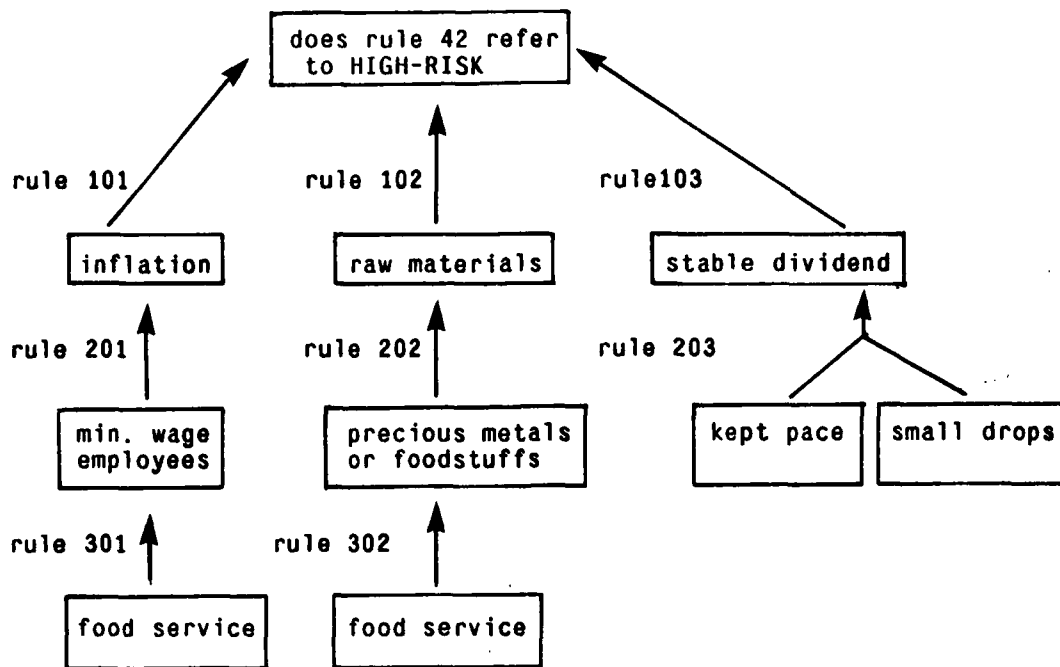 does rule 42 refer
to HIGH-RISK
rule 101
rule 102
rule103
inflation
raw materials
stable dividend
rule 201
rule 202
rule 203
min. wage
employees
precious metals
or foodstuffs
kept pace
small drops
rule 301
rule 302
food service
food service